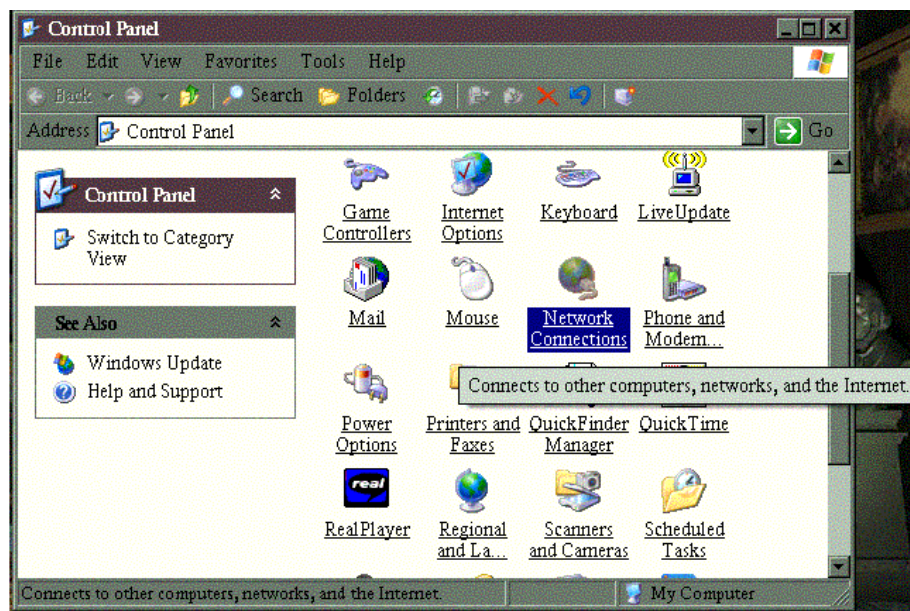 Control Panel
File Edit View Favorites Tools Help
Back Search Folders
Address Control Panel Go
Control Panel
Switch to Category
View
See Also
Windows Update
Help and Support
Game
Controllers
Internet
Options
Keyboard
LiveUpdate
Mail
Mouse
Network
Connections
Phone and
Modem...
Connects to other computers, networks, and the Internet.
Power
Options
Printers and
Faxes
QuickFinder
Manager
QuickTime
real
RealPlayer
Regional
and La...
Scanners
and Cameras
Scheduled
Tasks
Connects to other computers, networks, and the Internet.
My Computer